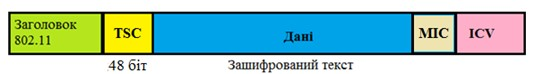 Заголовок
802.11
TSC
Дані
MIC
ICV
48 біт
Зашифрований текст